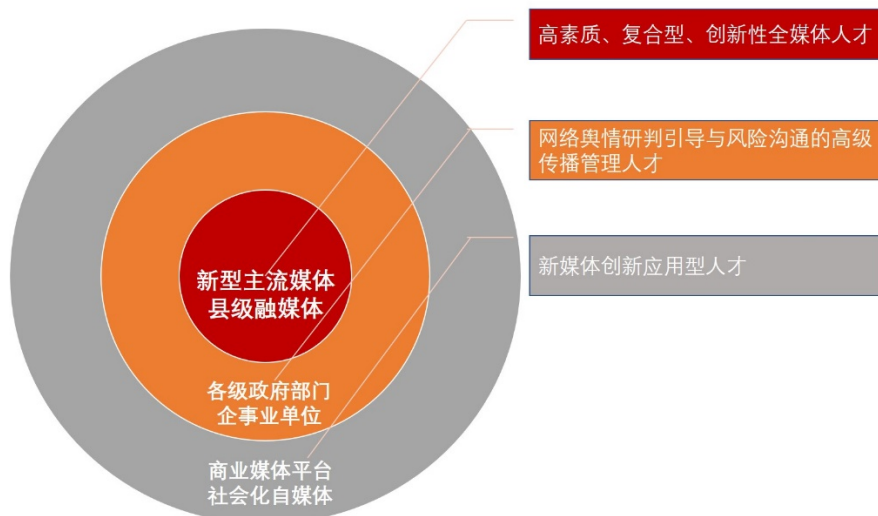 高素质、复合型、创新性全媒体人才
网络舆情研判引导与风险沟通的高级
传播管理人才
新媒体创新应用型人才
新型主流媒体
县级融媒体
各级政府部门
企事业单位
商业媒体平台
社会化自媒体